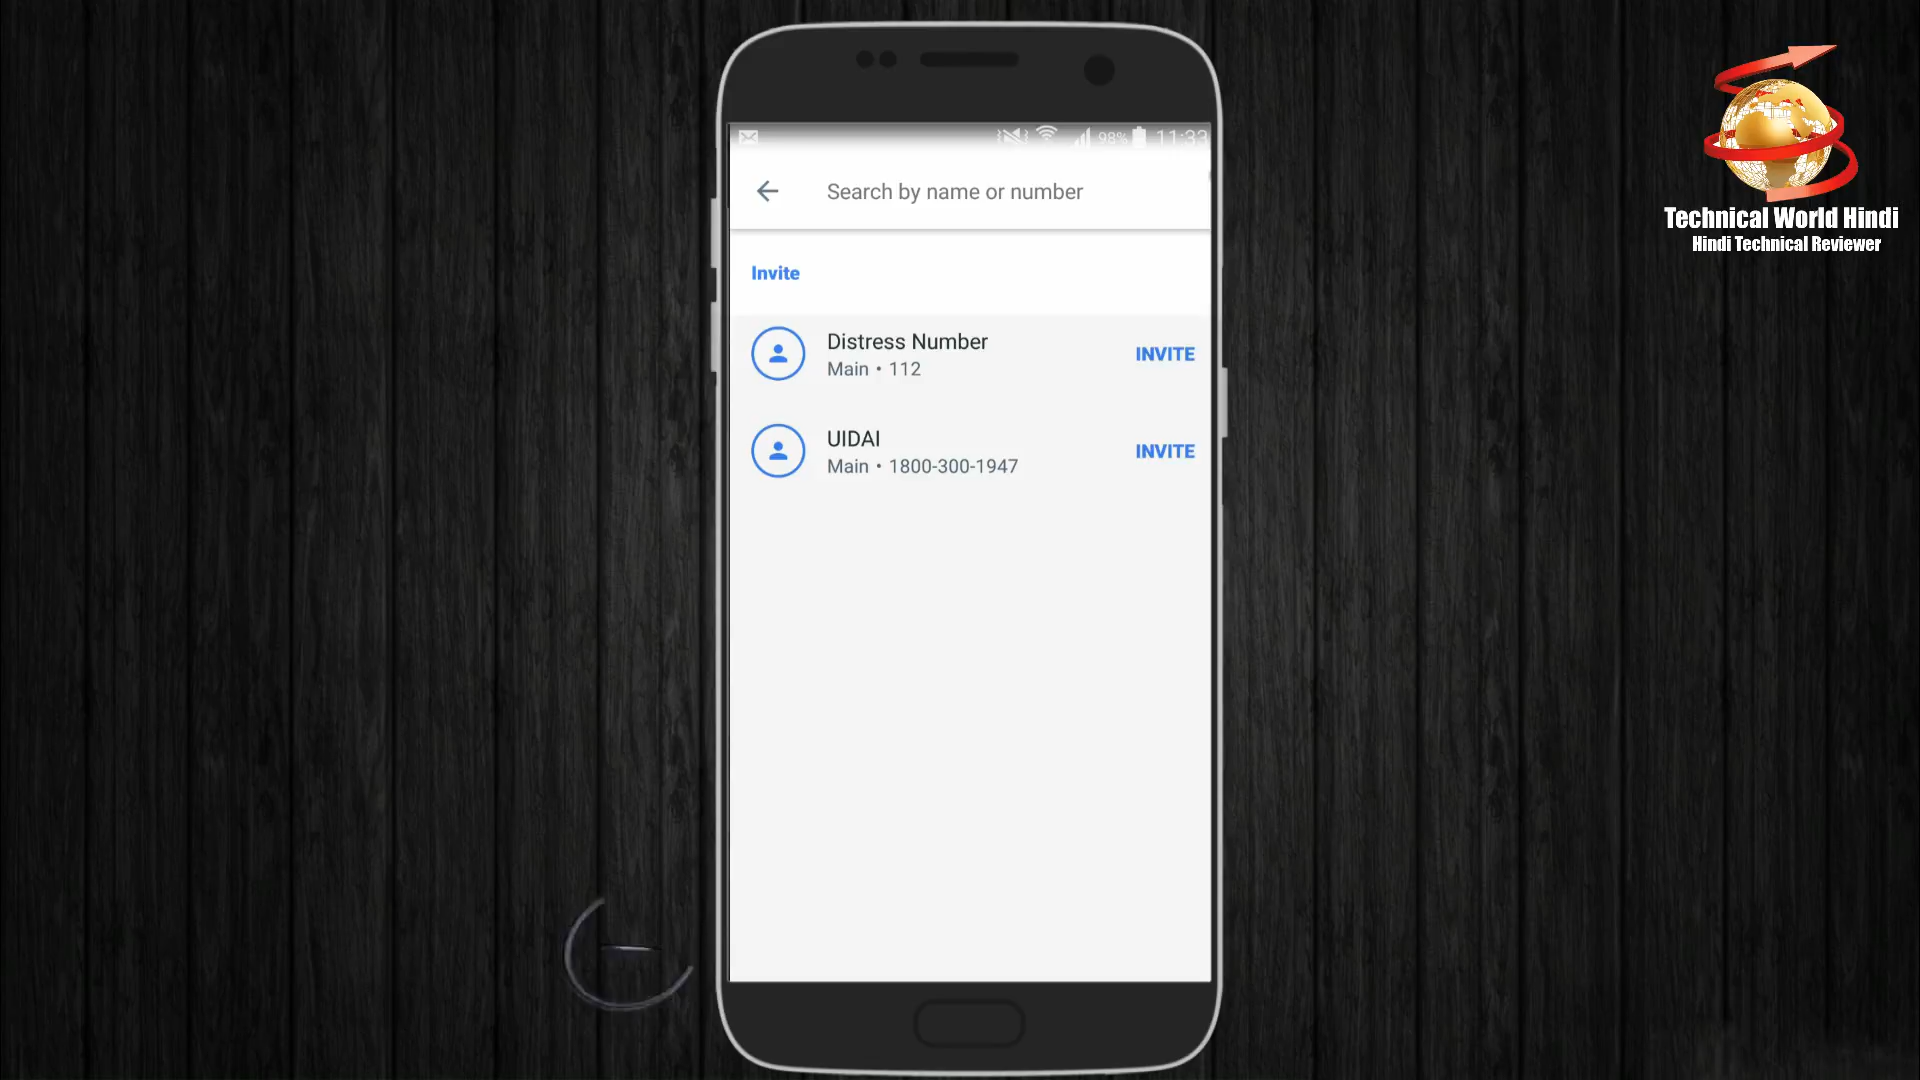 98% 11:33
Search by name or number
Invite
Distress Number
Main • 112
INVITE
UIDAI
Main • 1800-300-1947
INVITE
Technical World Hindi
Hindi Technical Reviewer